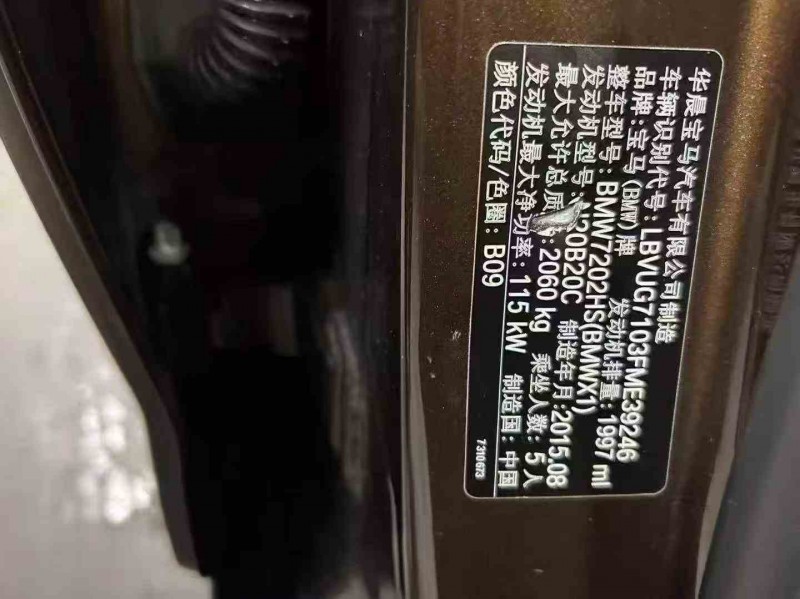 华晨宝马汽车有限公司制造
车辆识别代号: LBVUG7103FME39246
品牌: 宝马(BMW)牌 发动机排量: 1997 ml
整车型号: BMW7202HS(BMWX1)
发动机型号: 20B20C 制造年月: 2015.08
最大允许总质 : 2060 kg 乘坐人数: 5人
发动机最大净功率: 115 kW 制造国: 中国
颜色代码/色圈: B09
7310673